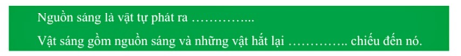 Nguồn sáng là vật tự phát ra …………...
Vật sáng gồm nguồn sáng và những vật hắt lại ………….. chiếu đến nó.